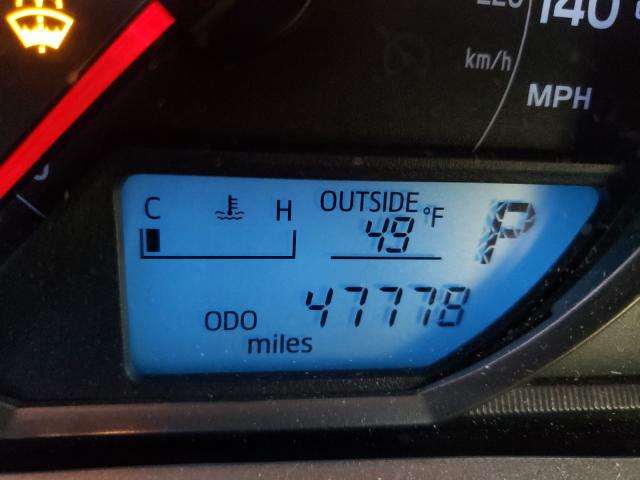 140
km/h
MPH
C H OUTSIDE
49 °F P
ODO 47778
miles